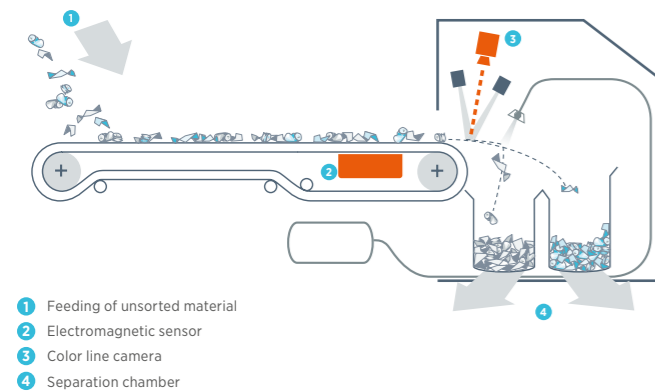 1
3
2
4
1 Feeding of unsorted material
2 Electromagnetic sensor
3 Color line camera
4 Separation chamber